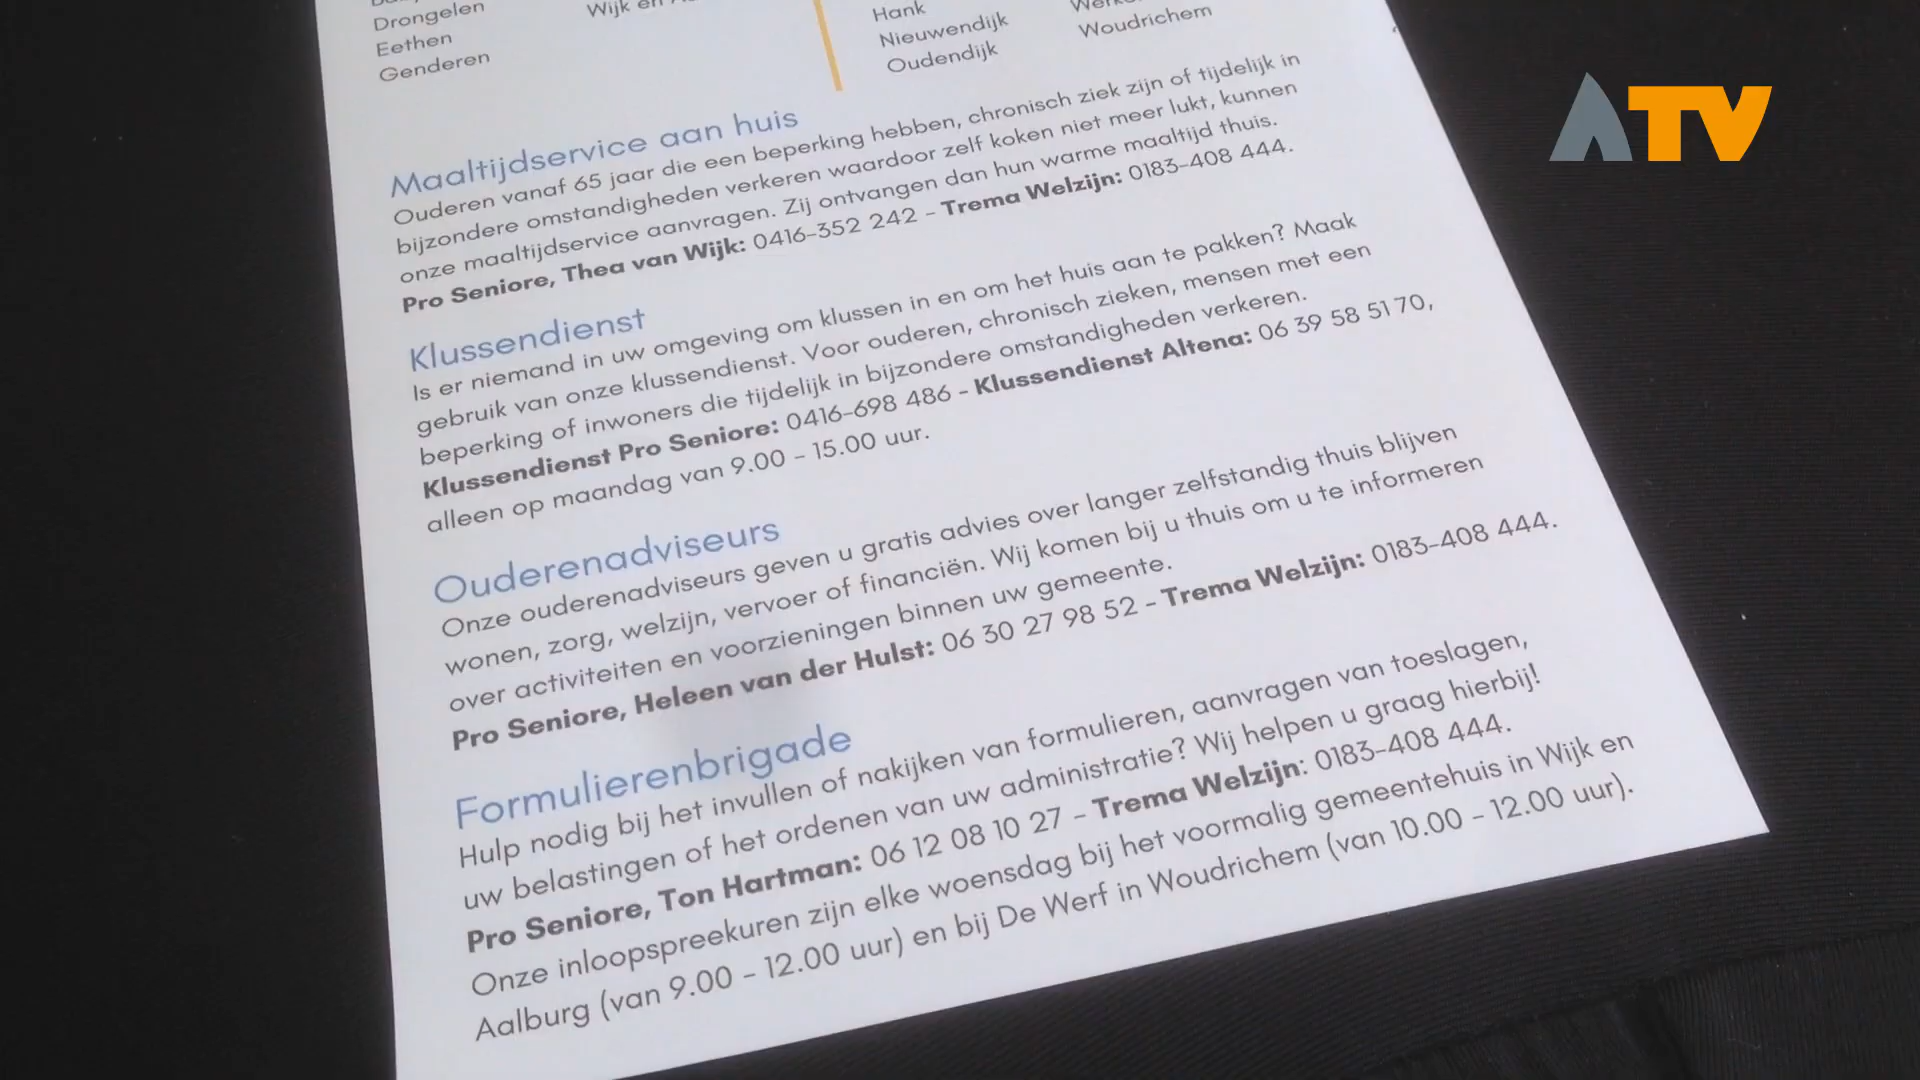 Drongelen
Eethen
Genderen
Wijk en
Hank
Nieuwendijk
Oudendijk
Woudrichem
ATV
Maaltijdservice aan huis
Ouderen vanaf 65 jaar die een beperking hebben, chronisch ziek zijn of tijdelijk in
bijzondere omstandigheden verkeren waardoor zelf koken niet meer lukt, kunnen
onze maaltijdservice aanvragen. Zij ontvangen dan hun warme maaltijd thuis.
Pro Seniore, Thea van Wijk: 0416-352 242 - Trema Welzijn: 0183-408 444.
Klussendienst
Is er niemand in uw omgeving om klussen in en om het huis aan te pakken? Maak
gebruik van onze klussendienst. Voor ouderen, chronisch zieken, mensen met een
beperking of inwoners die tijdelijk in bijzondere omstandigheden verkeren.
Klussendienst Pro Seniore: 0416-698 486 - Klussendienst Altena: 06 39 58 51 70,
alleen op maandag van 9.00 - 15.00 uur.
Ouderenadviseurs
Onze ouderenadviseurs geven u gratis advies over langer zelfstandig thuis blijven
wonen, zorg, welzijn, vervoer of financiën. Wij komen bij u thuis om u te informeren
over activiteiten en voorzieningen binnen uw gemeente.
Pro Seniore, Heleen van der Hulst: 06 30 27 98 52 - Trema Welzijn: 0183-408 444.
Formulierenbrigade
Hulp nodig bij het invullen of nakijken van formulieren, aanvragen van toeslagen,
uw belastingen of het ordenen van uw administratie? Wij helpen u graag hierbij!
Pro Seniore, Ton Hartman: 06 12 08 10 27 - Trema Welzijn: 0183-408 444.
Onze inloopspreekuren zijn elke woensdag bij het voormalig gemeentehuis in Wijk en
Aalburg (van 9.00 - 12.00 uur) en bij De Werf in Woudrichem (van 10.00 - 12.00 uur).